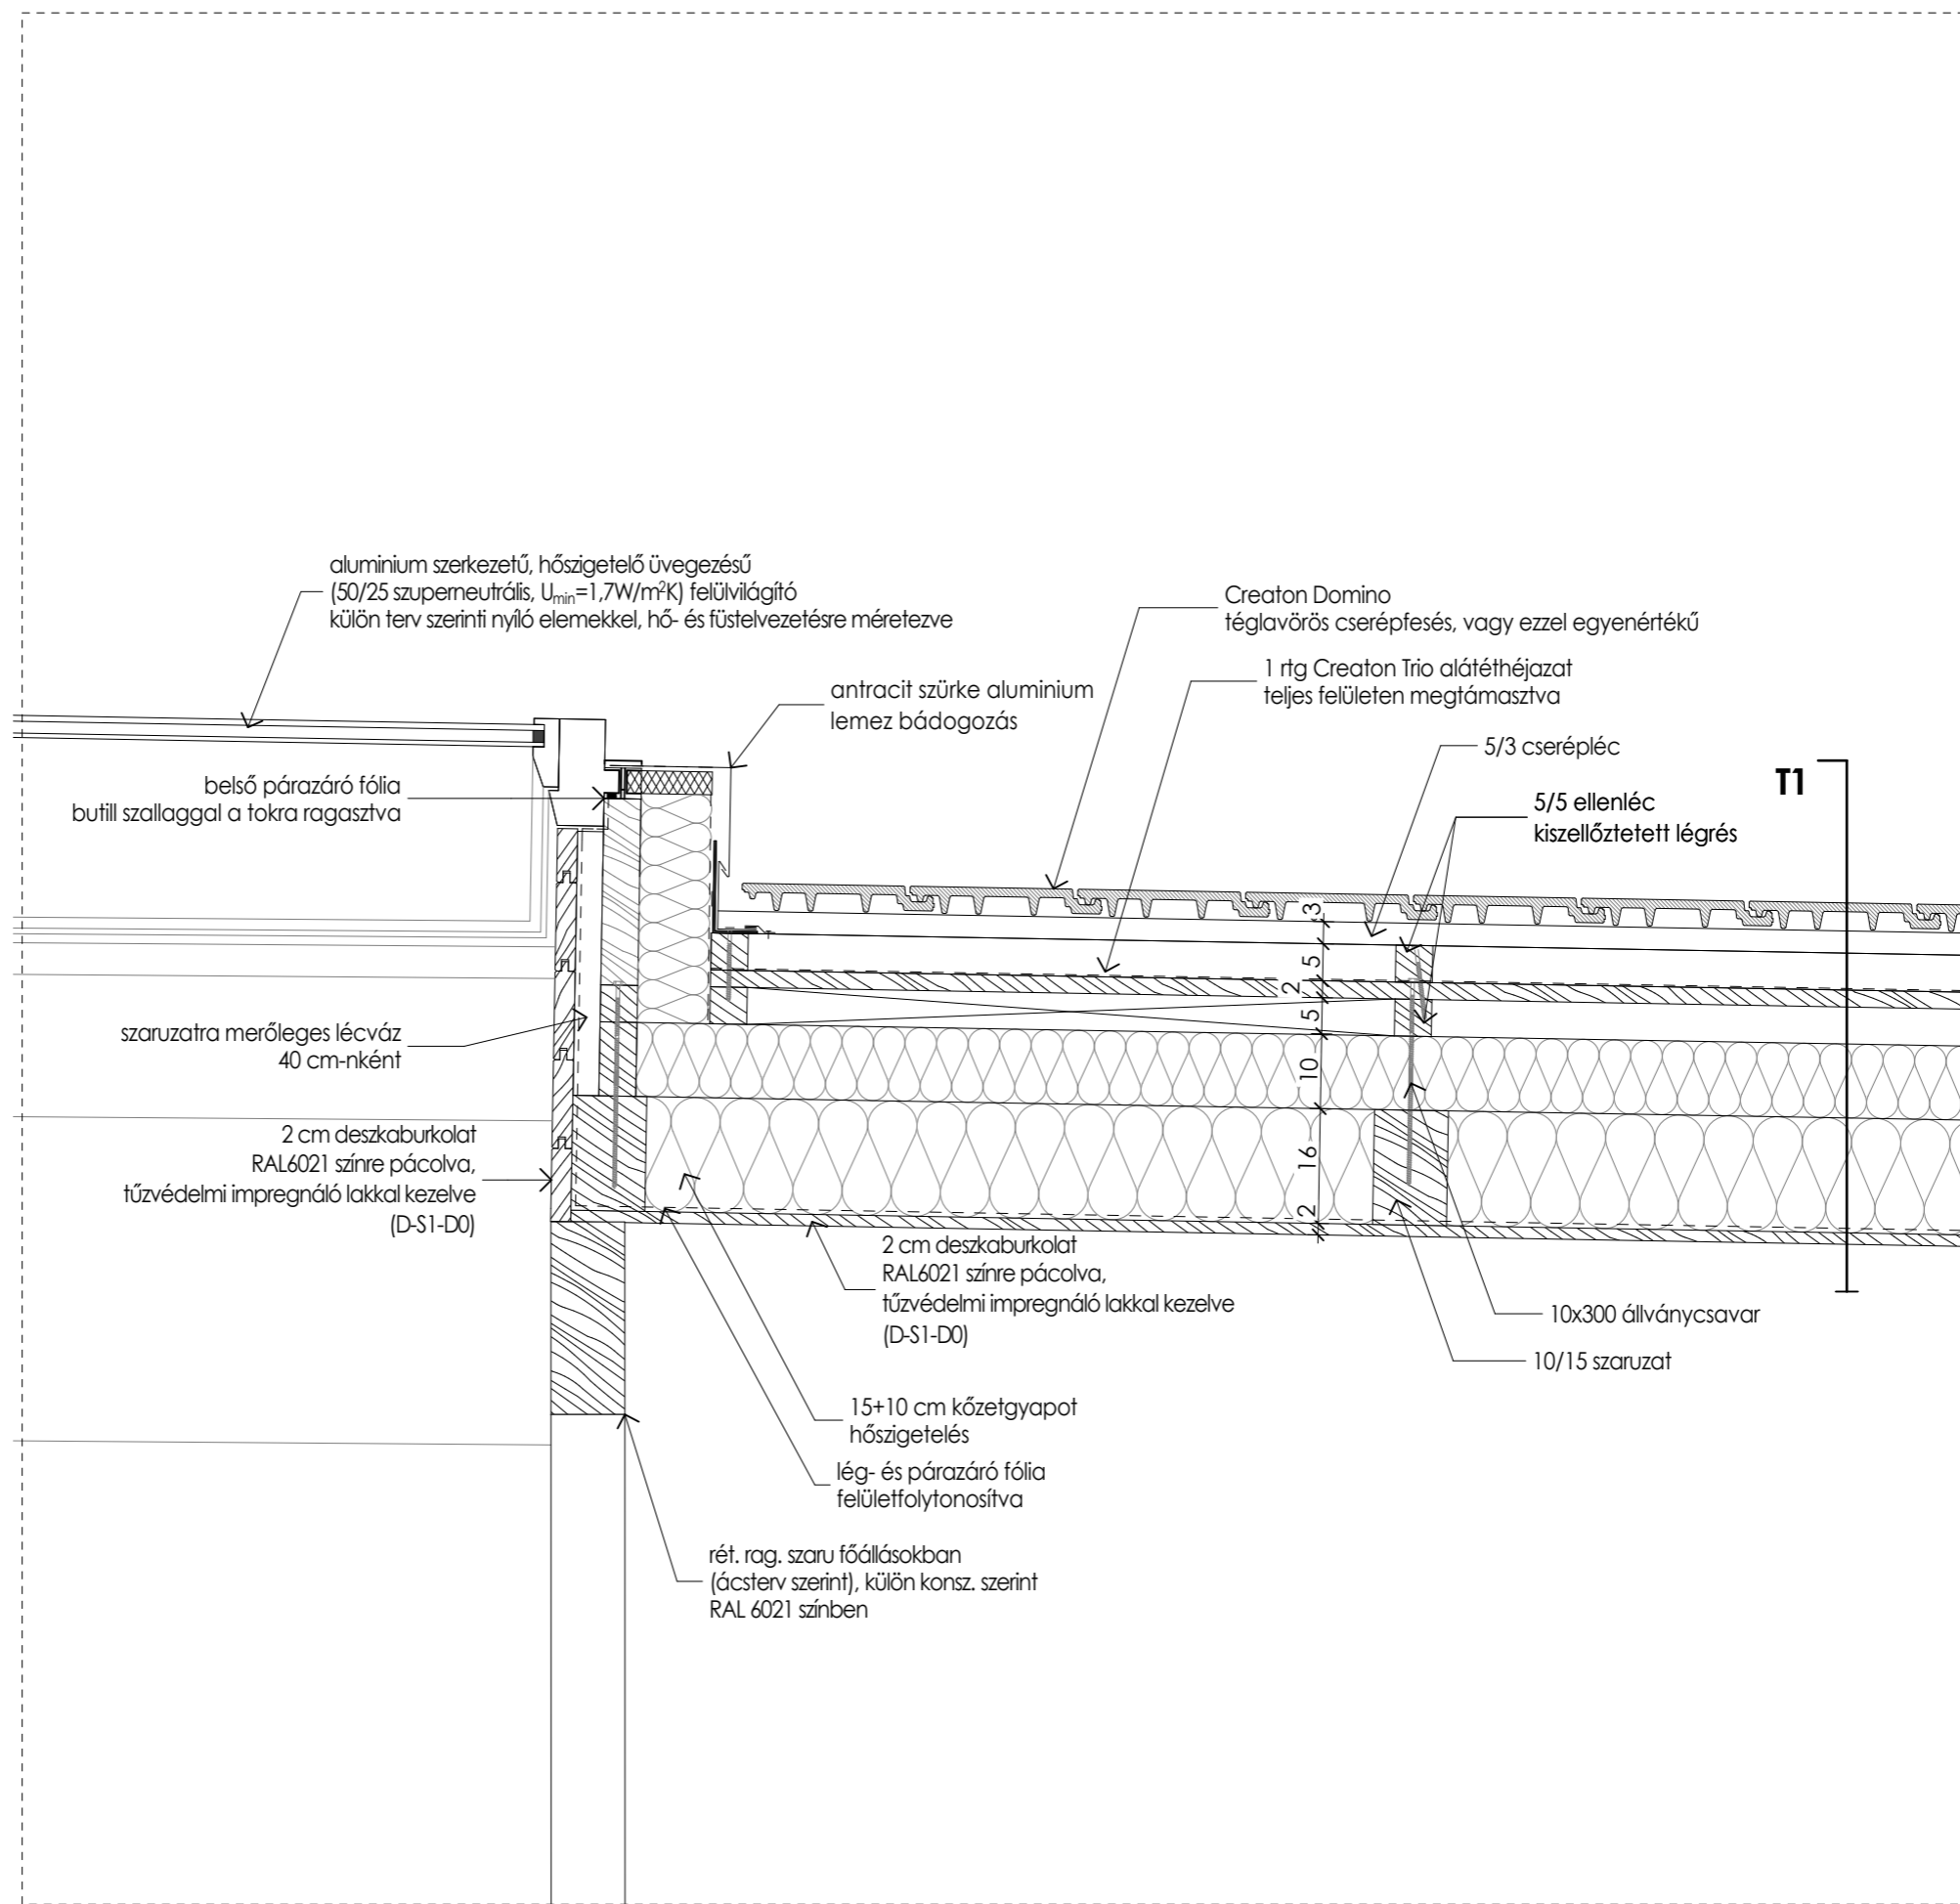 aluminium szerkezetű, hőszigetelő üvegezésű
(50/25 szuperneutrális, Umin=1,7W/m²K) felülvilágító
külön terv szerinti nyíló elemekkel, hő- és füstelvezetésre méretezve
Creaton Domino
téglavörös cserépfesés, vagy ezzel egyenértékű
1 rtg Creaton Trio alátéthéjazat
teljes felületen megtámasztva
antracit szürke aluminium
lemez bádogozás
5/3 cserépléc
T1
belső párazáró fólia
butill szallaggal a tokra ragasztva
5/5 ellenléc
kiszellőztetett légrés
3
5
2
5
10
16
2
szaruzatra merőleges lécváz
40 cm-nként
2 cm deszkaburkolat
RAL6021 színre pácolva,
tűzvédelmi impregnáló lakkal kezelve
(D-S1-D0)
2 cm deszkaburkolat
RAL6021 színre pácolva,
tűzvédelmi impregnáló lakkal kezelve
(D-S1-D0)
10x300 állványcsavar
10/15 szaruzat
15+10 cm kőzetgyapot
hőszigetelés
lég- és párazáró fólia
felületfolytonosítva
rét. rag. szaru főállásokban
(ácsterv szerint), külön konsz. szerint
RAL 6021 színben